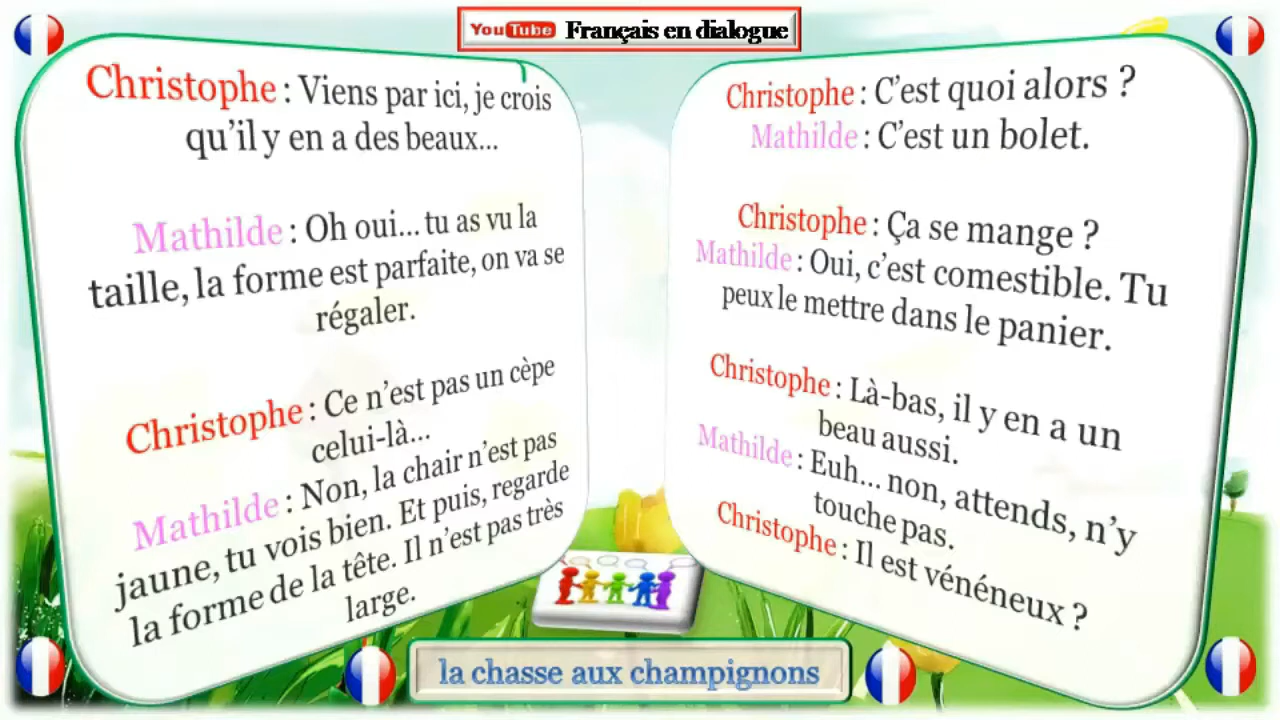 YouTube Français en dialogue
Christophe : Viens par ici, je crois
qu’il y en a des beaux...
Mathilde : Oh oui... tu as vu la
taille, la forme est parfaite, on va se
régaler.
Christophe : Ce n’est pas un cèpe
celui-là...
Mathilde : Non, la chair n’est pas
jaune, tu vois bien. Et puis, regarde
la forme de la tête. Il n’est pas très
large.
Christophe : C’est quoi alors ?
Mathilde : C’est un bolet.
Christophe : Ça se mange ?
Mathilde : Oui, c’est comestible. Tu
peux le mettre dans le panier.
Christophe : Là-bas, il y en a un
beau aussi.
Mathilde : Euh... non, attends, n’y
touche pas.
Christophe : Il est vénéneux ?
la chasse aux champignons